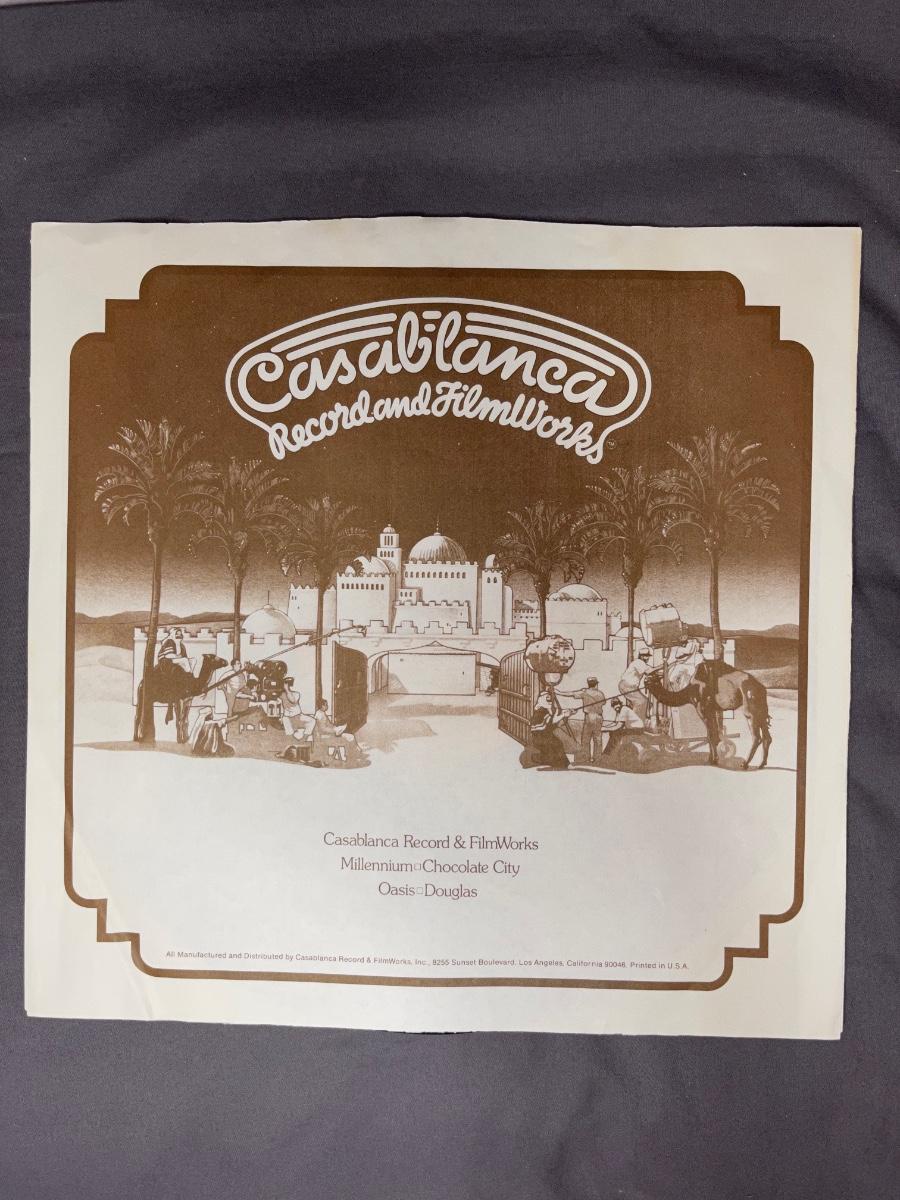 Casablanca
Record and FilmWorks™
Casablanca Record & FilmWorks
Millennium□Chocolate City
Oasis□Douglas
All Manufactured and Distributed by Casablanca Record & FilmWorks, Inc., 8255 Sunset Boulevard, Los Angeles, California 90046. Printed in U.S.A.